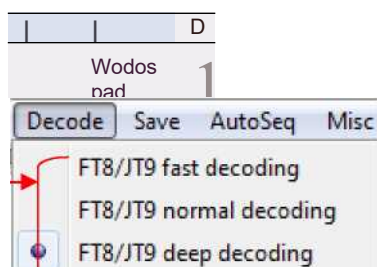 D
Wodos
pad
1
Decode Save AutoSeq Misc
FT8/JT9 fast decoding
FT8/JT9 normal decoding
FT8/JT9 deep decoding